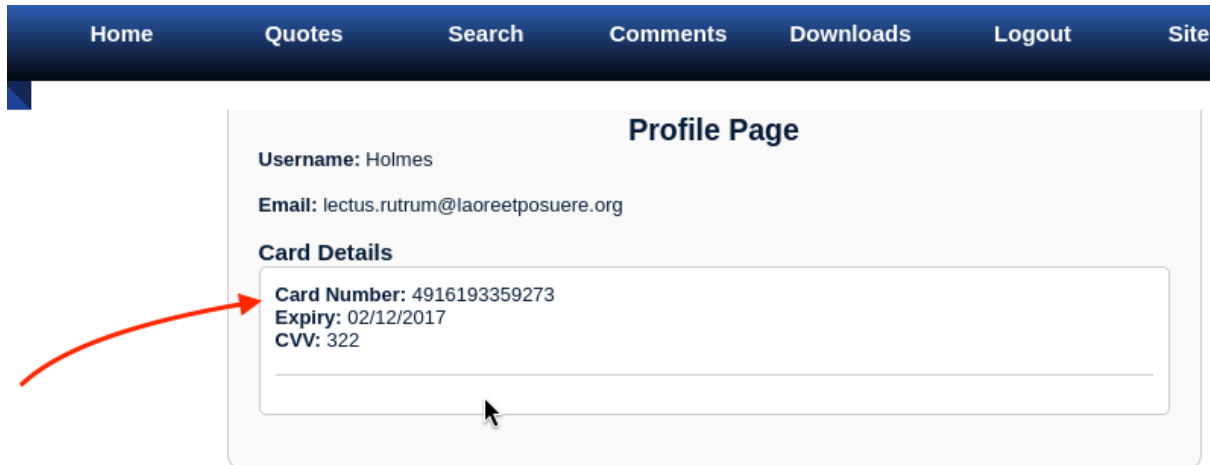 Home Quotes Search Comments Downloads Logout Site
Profile Page
Username: Holmes
Email: lectus.rutrum@laoreetposuere.org
Card Details
Card Number: 4916193359273
Expiry: 02/12/2017
CVV: 322